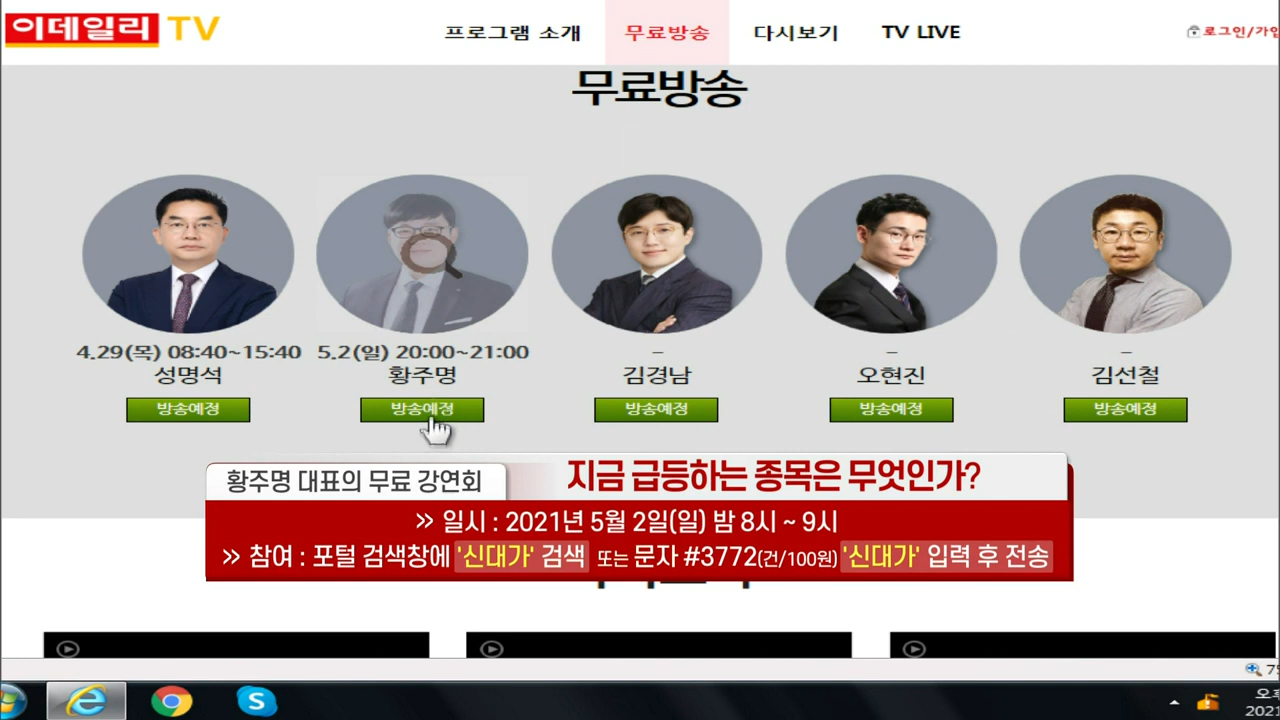 이데일리 TV
프로그램 소개 무료방송 다시보기 TV LIVE 로그인/가입
무료방송
4.29(목) 08:40~15:40 5.2(일) 20:00~21:00 – – –
성명석 황주명 김경남 오현진 김선철
방송예정 방송예정 방송예정 방송예정 방송예정
황주명 대표의 무료 강연회 지금 급등하는 종목은 무엇인가?
» 일시 : 2021년 5월 2일(일) 밤 8시 ~ 9시
» 참여 : 포털 검색창에 '신대가' 검색 또는 문자 #3772(건/100원) '신대가' 입력 후 전송
75
오후
2021